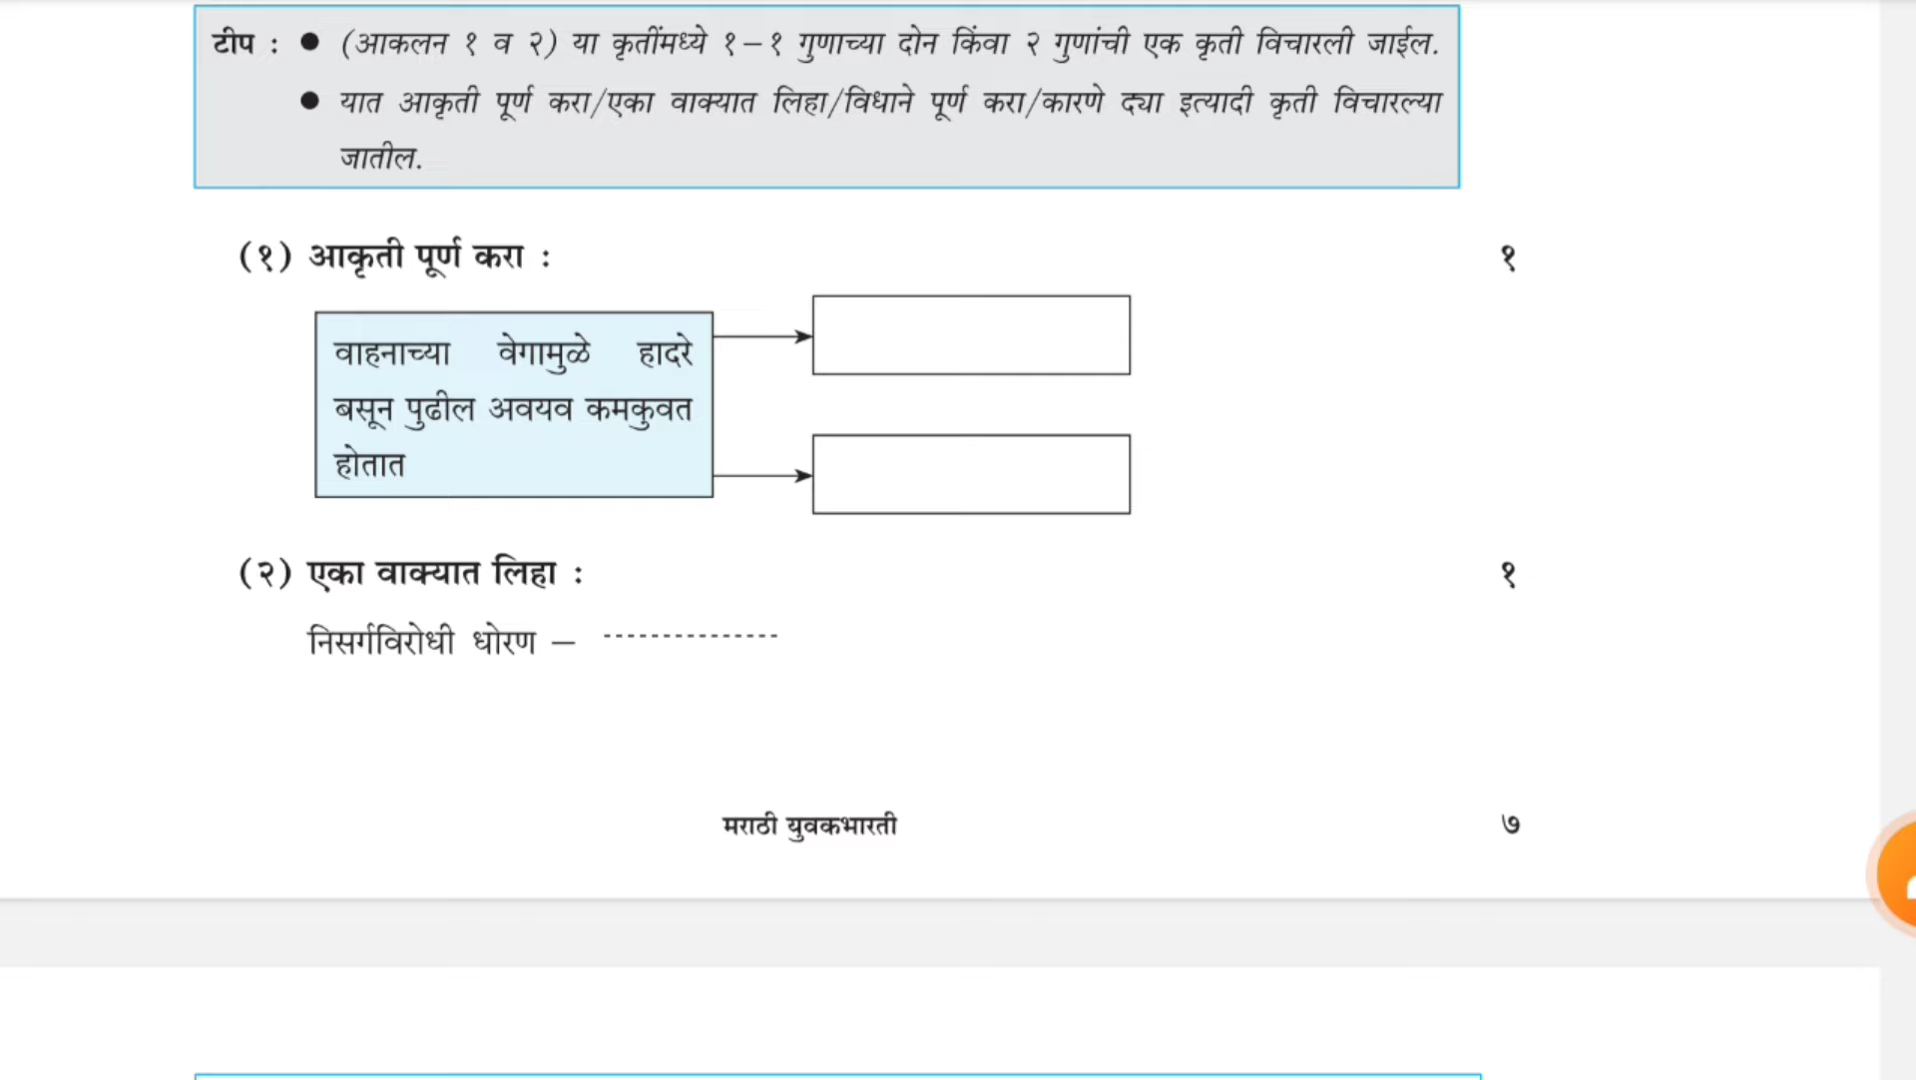 टीप : ● (आकलन १ व २) या कृतींमध्ये १–१ गुणाच्या दोन किंवा २ गुणांची एक कृती विचारली जाईल.
● यात आकृती पूर्ण करा/एका वाक्यात लिहा/विधाने पूर्ण करा/कारणे द्या इत्यादी कृती विचारल्या
जातील.
(१) आकृती पूर्ण करा : १
वाहनाच्या वेगामुळे हादरे
बसून पुढील अवयव कमकुवत
होतात
(२) एका वाक्यात लिहा : १
निसर्गविरोधी धोरण – ---------------
मराठी युवकभारती ७